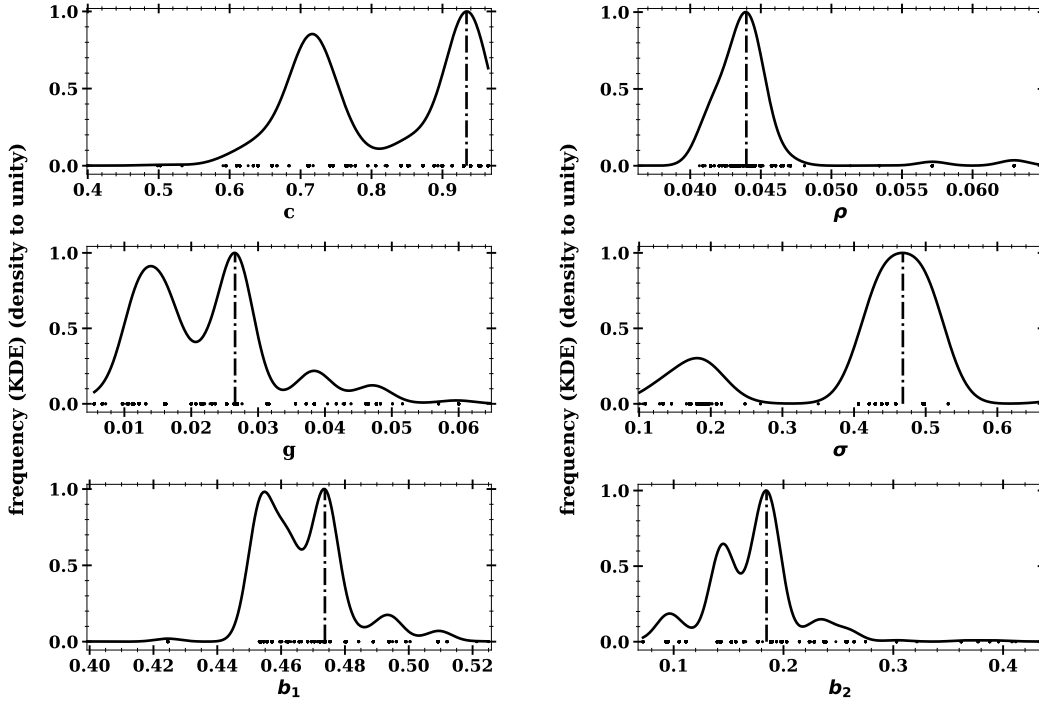 1.0
0.5
0.0
0.4 0.5 0.6 0.7 0.8 0.9
c
1.0
0.5
0.0
0.040 0.045 0.050 0.055 0.060
ρ
frequency (KDE) (density to unity)
frequency (KDE) (density to unity)
1.0
0.5
0.0
0.01 0.02 0.03 0.04 0.05 0.06
g
1.0
0.5
0.0
0.1 0.2 0.3 0.4 0.5 0.6
σ
1.0
0.5
0.0
0.40 0.42 0.44 0.46 0.48 0.50 0.52
b₁
1.0
0.5
0.0
0.1 0.2 0.3 0.4
b₂